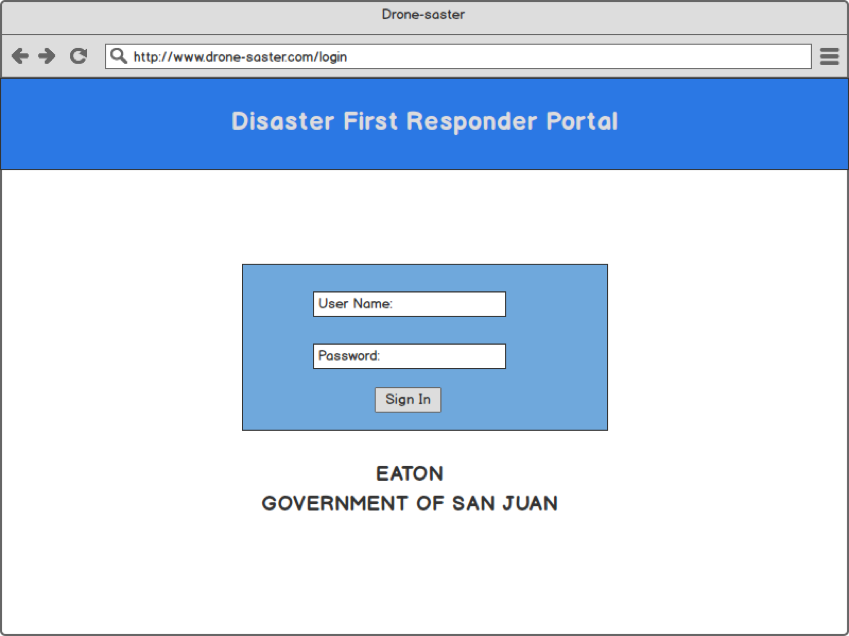 Drone-saster
http://www.drone-saster.com/login
Disaster First Responder Portal
User Name:
Password:
Sign In
EATON
GOVERNMENT OF SAN JUAN